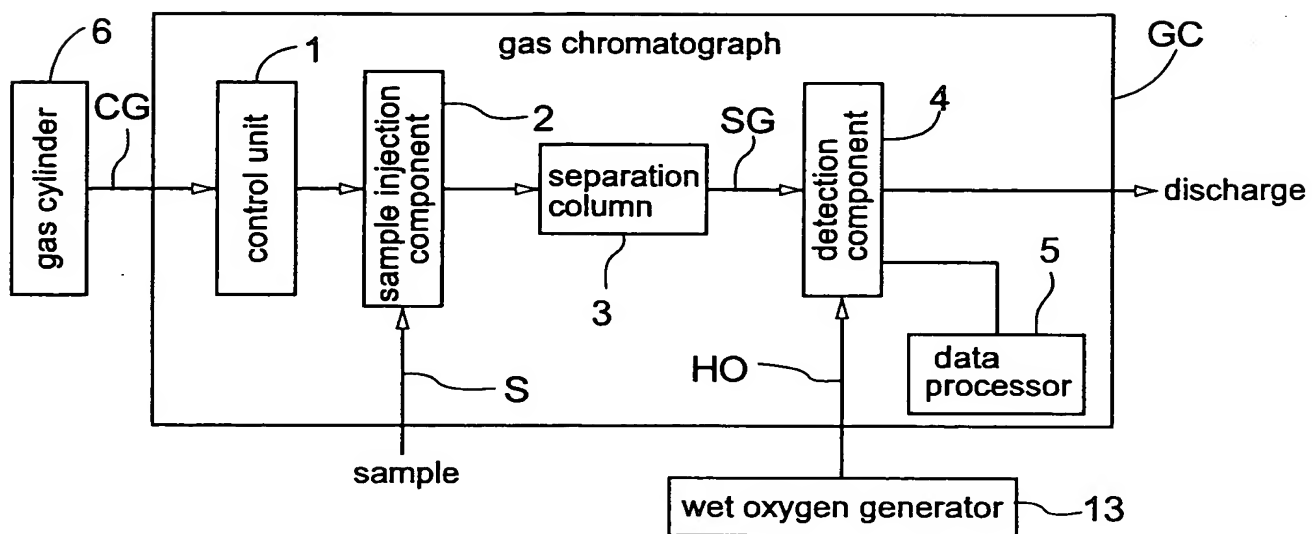 6
1
gas chromatograph
GC
CG
2
SG
4
gas cylinder
control unit
sample injection
component
separation
column
3
detection
component
discharge
5
S
HO
data
processor
sample
wet oxygen generator
13